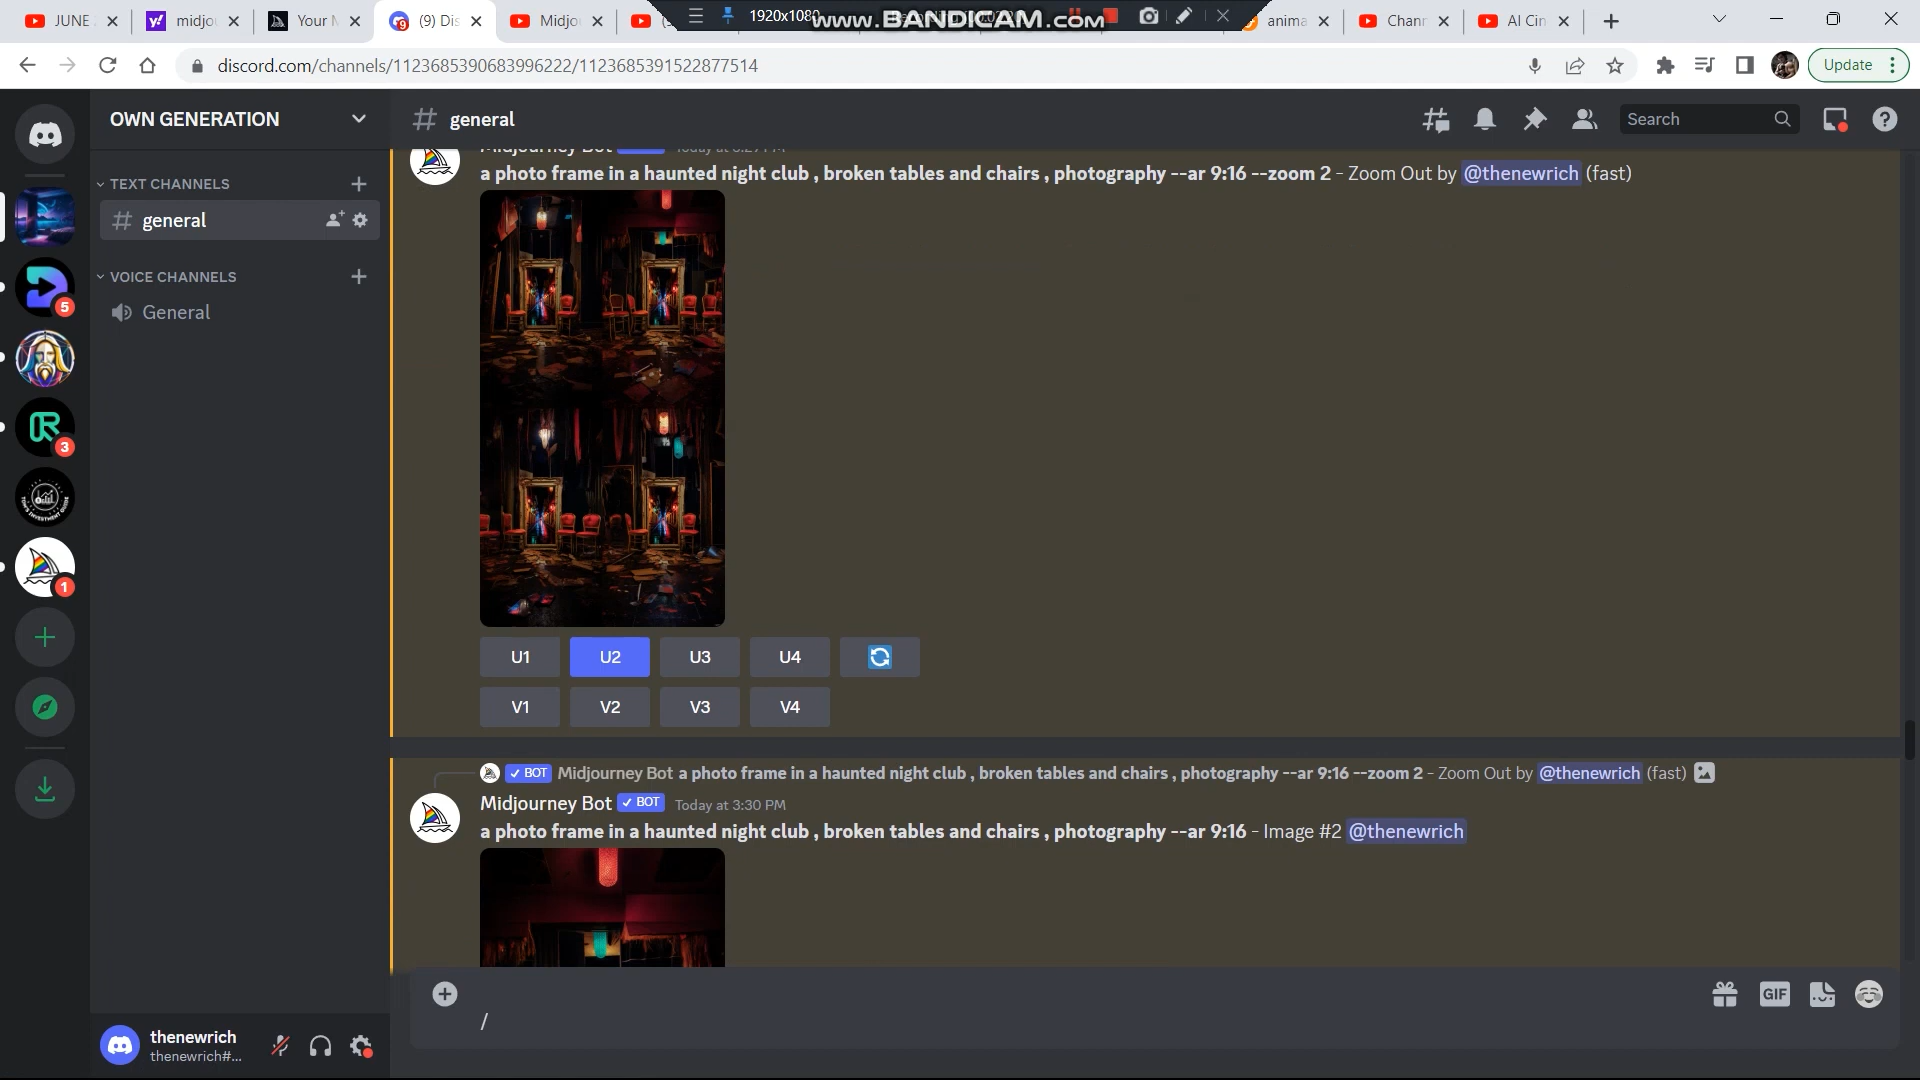 JUNE
midjo
Your M
(9) Dis
Midjo
1920x1080
www.BANDICAM.com
anima
Chann
AI Cin
discord.com/channels/1123685390683996222/1123685391522877514
Update
OWN GENERATION
general
Search
Midjourney Bot
a photo frame in a haunted night club , broken tables and chairs , photography --ar 9:16 --zoom 2 - Zoom Out by @thenewrich (fast)
TEXT CHANNELS
general
VOICE CHANNELS
General
5
3
1
U1 U2 U3 U4
V1 V2 V3 V4
BOT Midjourney Bot a photo frame in a haunted night club , broken tables and chairs , photography --ar 9:16 --zoom 2 - Zoom Out by @thenewrich (fast)
Midjourney Bot BOT Today at 3:30 PM
a photo frame in a haunted night club , broken tables and chairs , photography --ar 9:16 - Image #2 @thenewrich
GIF
/
thenewrich
thenewrich#...